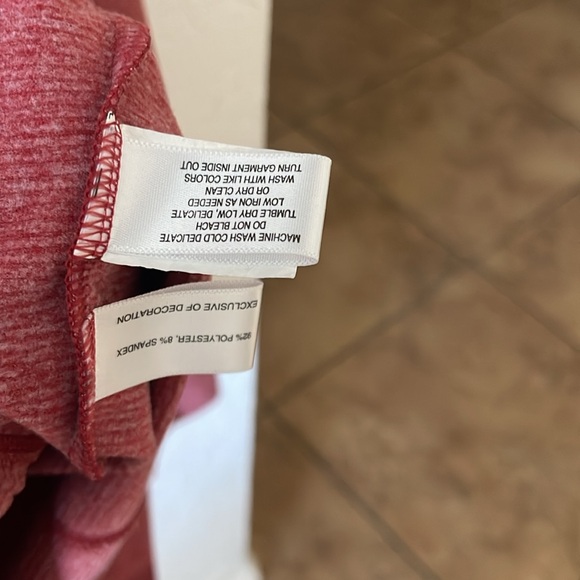 MACHINE WASH COLD DELICATE
DO NOT BLEACH
TUMBLE DRY LOW, DELICATE
LOW IRON AS NEEDED
OR DRY CLEAN
WASH WITH LIKE COLORS
TURN GARMENT INSIDE OUT
92% POLYESTER, 8% SPANDEX
EXCLUSIVE OF DECORATION